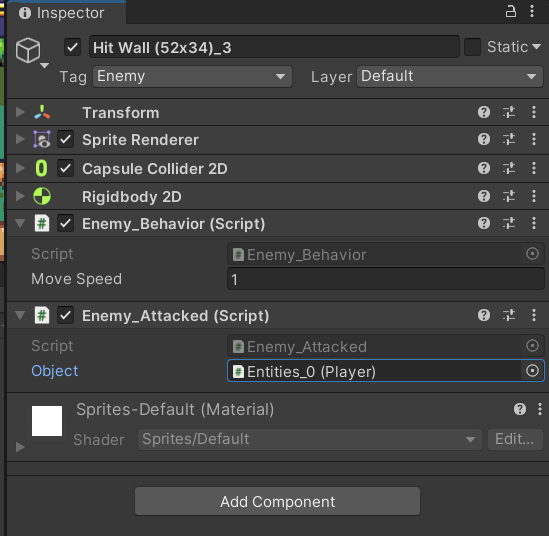 Inspector
Hit Wall (52x34)_3
Static
Tag Enemy Layer Default
Transform
Sprite Renderer
Capsule Collider 2D
Rigidbody 2D
# Enemy_Behavior (Script)
Script # Enemy_Behavior
Move Speed 1
# Enemy_Attacked (Script)
Script # Enemy_Attacked
Object # Entities_0 (Player)
Sprites-Default (Material)
Shader Sprites/Default Edit...
Add Component